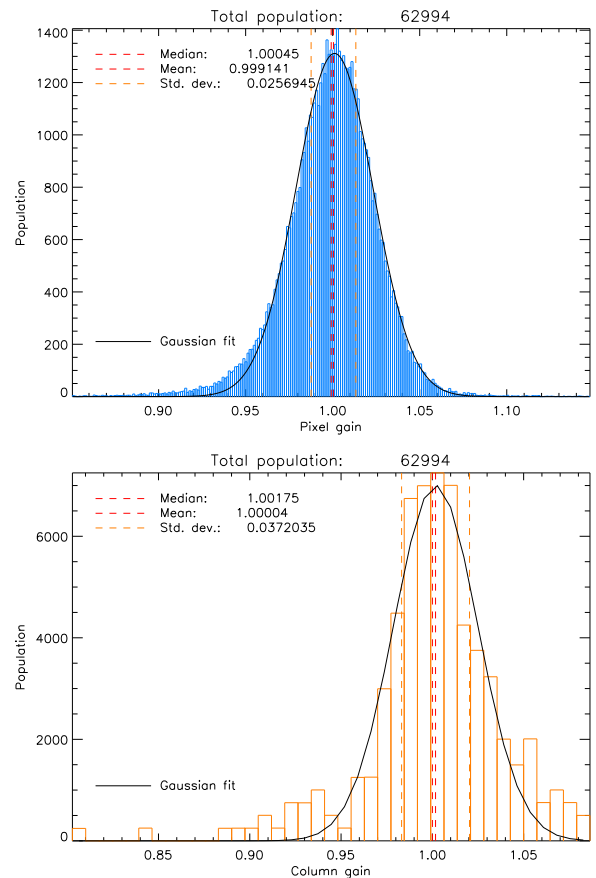 Total population: 62994
1400
Median: 1.00045
Mean: 0.999141
1200
Std. dev.: 0.0256945
1000
800
600
400
Gaussian fit
200
0
Population
0.90 0.95 1.00 1.05 1.10
Pixel gain
Total population: 62994
Median: 1.00175
Mean: 1.00004
Std. dev.: 0.0372035
6000
4000
2000
Gaussian fit
0
Population
0.85 0.90 0.95 1.00 1.05
Column gain